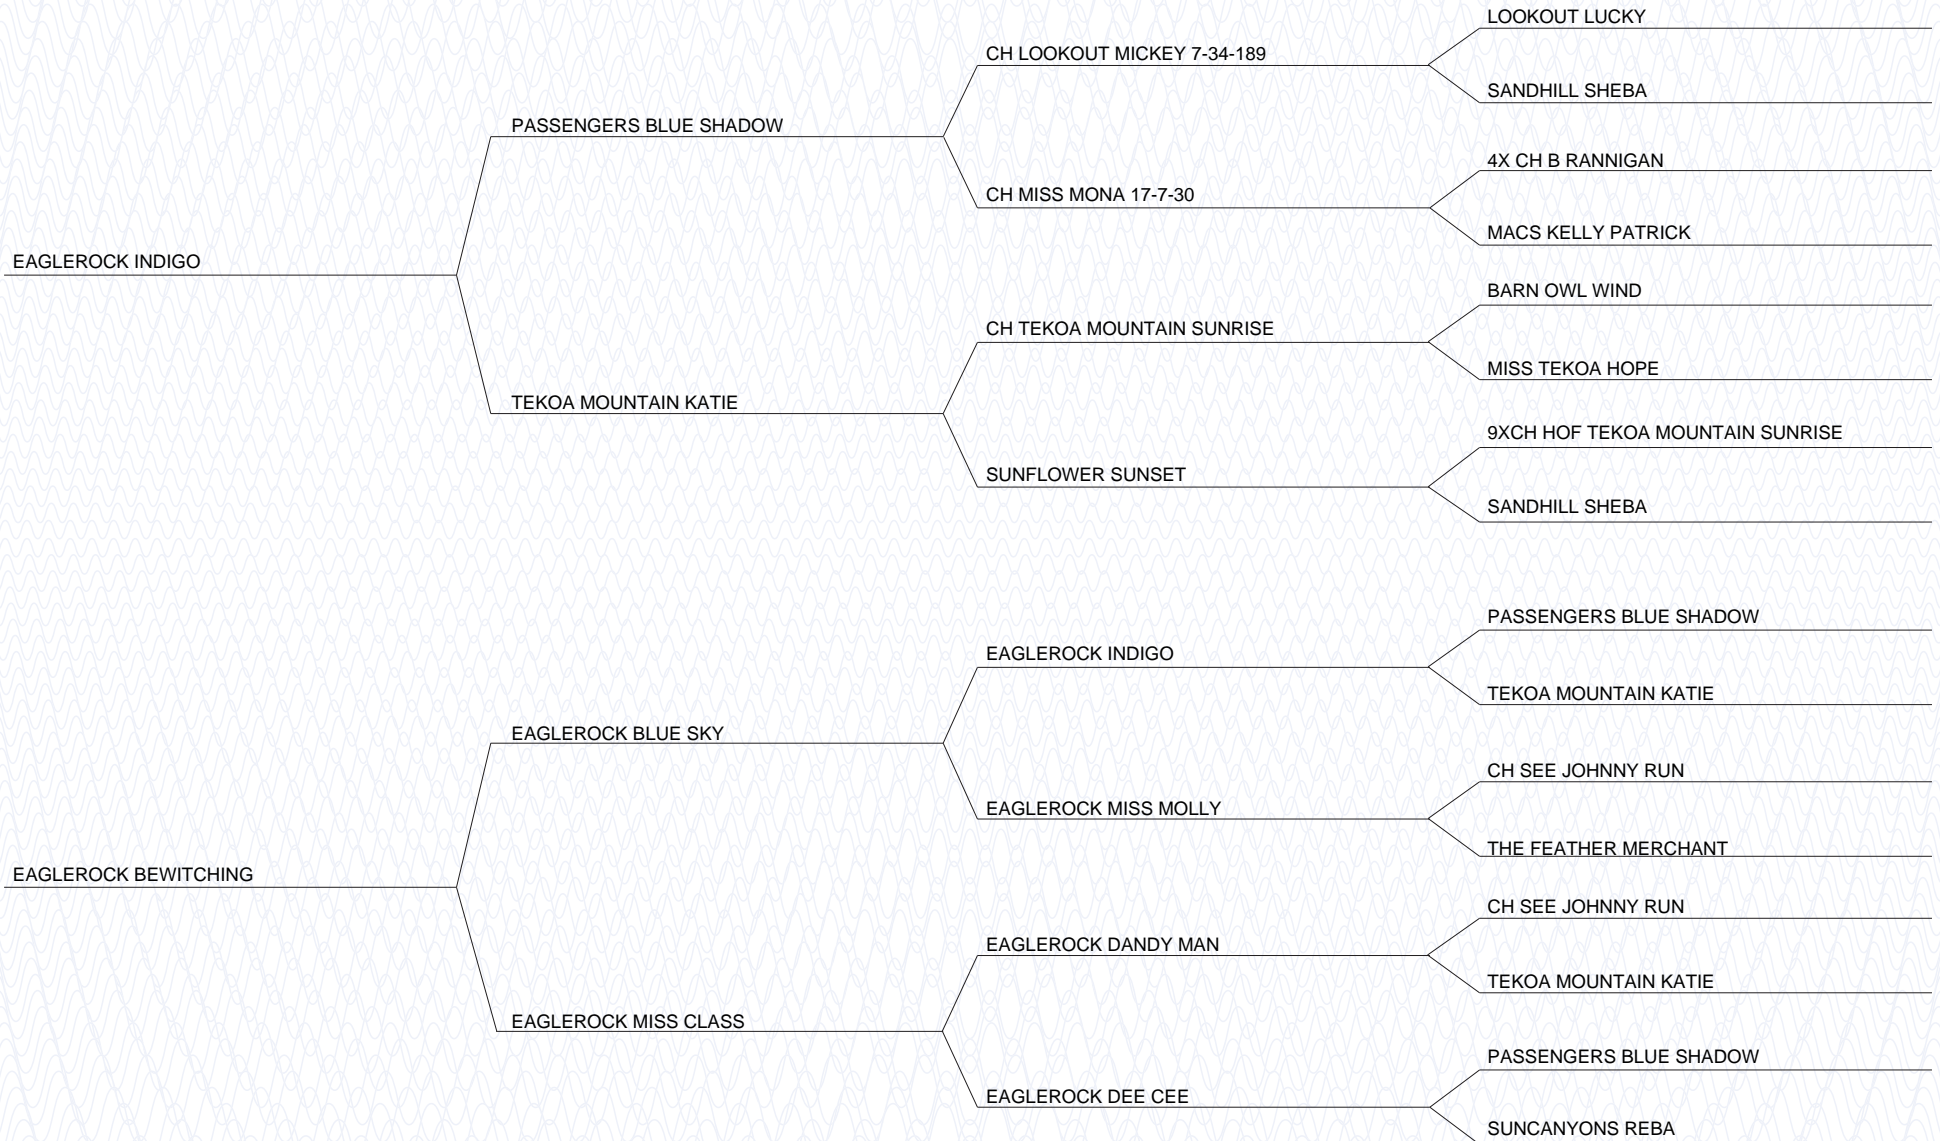 LOOKOUT LUCKY
CH LOOKOUT MICKEY 7-34-189
SANDHILL SHEBA
PASSENGERS BLUE SHADOW
4X CH B RANNIGAN
CH MISS MONA 17-7-30
MACS KELLY PATRICK
EAGLEROCK INDIGO
BARN OWL WIND
CH TEKOA MOUNTAIN SUNRISE
MISS TEKOA HOPE
TEKOA MOUNTAIN KATIE
9XCH HOF TEKOA MOUNTAIN SUNRISE
SUNFLOWER SUNSET
SANDHILL SHEBA
PASSENGERS BLUE SHADOW
EAGLEROCK INDIGO
TEKOA MOUNTAIN KATIE
EAGLEROCK BLUE SKY
CH SEE JOHNNY RUN
EAGLEROCK MISS MOLLY
THE FEATHER MERCHANT
EAGLEROCK BEWITCHING
CH SEE JOHNNY RUN
EAGLEROCK DANDY MAN
TEKOA MOUNTAIN KATIE
EAGLEROCK MISS CLASS
PASSENGERS BLUE SHADOW
EAGLEROCK DEE CEE
SUNCANYONS REBA